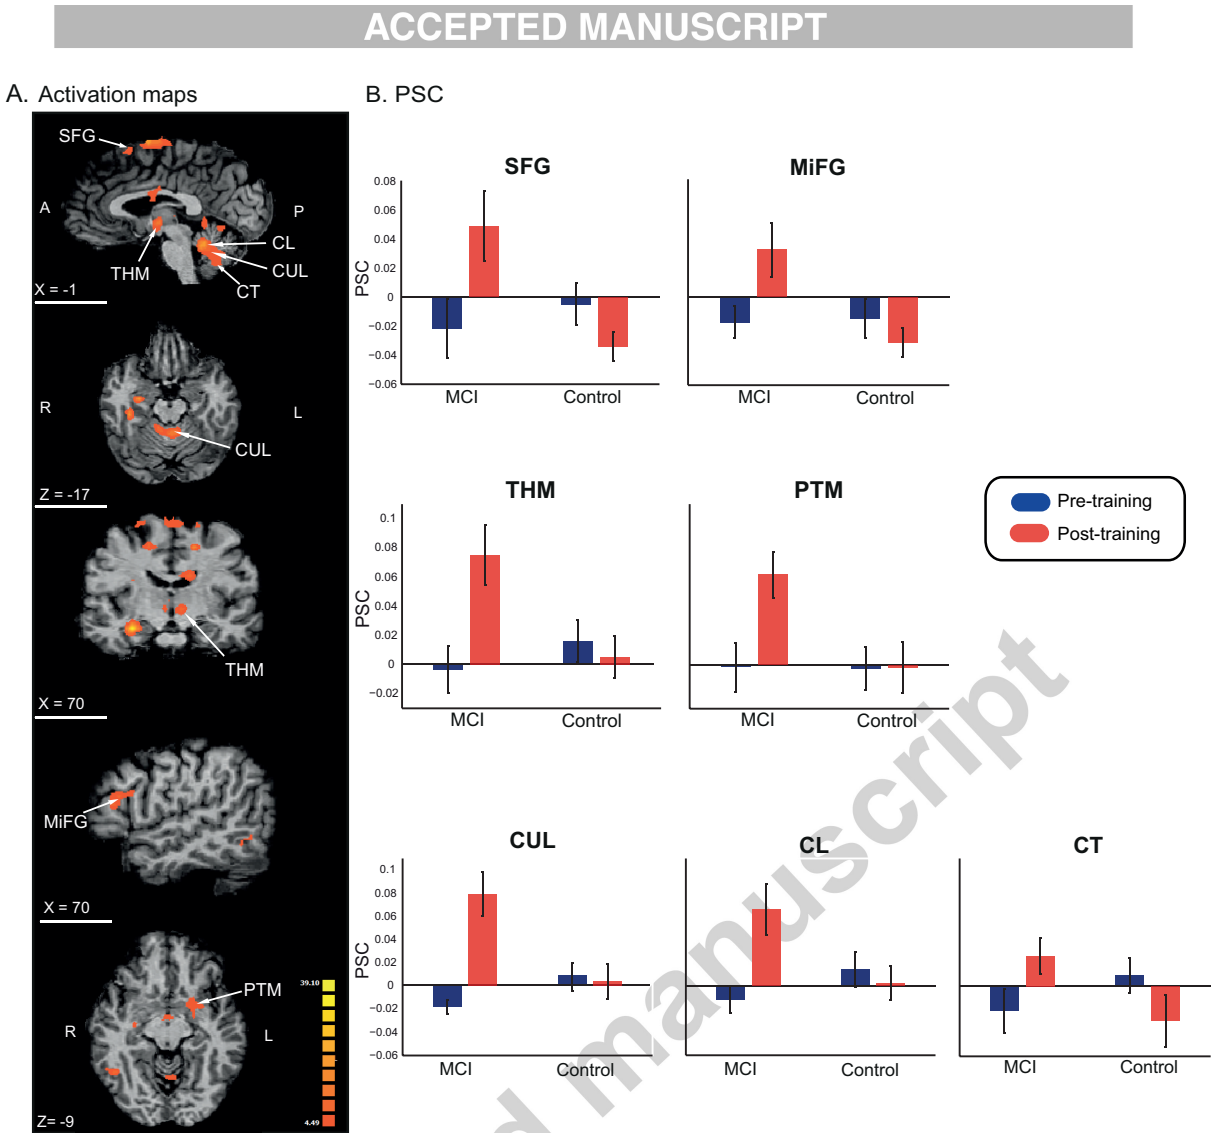 ACCEPTED MANUSCRIPT
A. Activation maps
B. PSC
SFG
A
P
CL
CUL
THM
CT
X = -1
R
L
CUL
Z = -17
THM
X = 70
MiFG
X = 70
PTM
R
L
39.10
4.49
Z= -9
SFG
MiFG
0.08
0.06
0.04
0.02
0
−0.02
−0.04
−0.06
PSC
MCI
Control
MCI
Control
THM
PTM
0.1
0.08
0.06
0.04
0.02
0
−0.02
PSC
MCI
Control
MCI
Control
Pre-training
Post-training
CUL
CL
CT
0.1
0.08
0.06
0.04
0.02
0
−0.02
−0.04
−0.06
PSC
MCI
Control
MCI
Control
MCI
Control
d manuscript